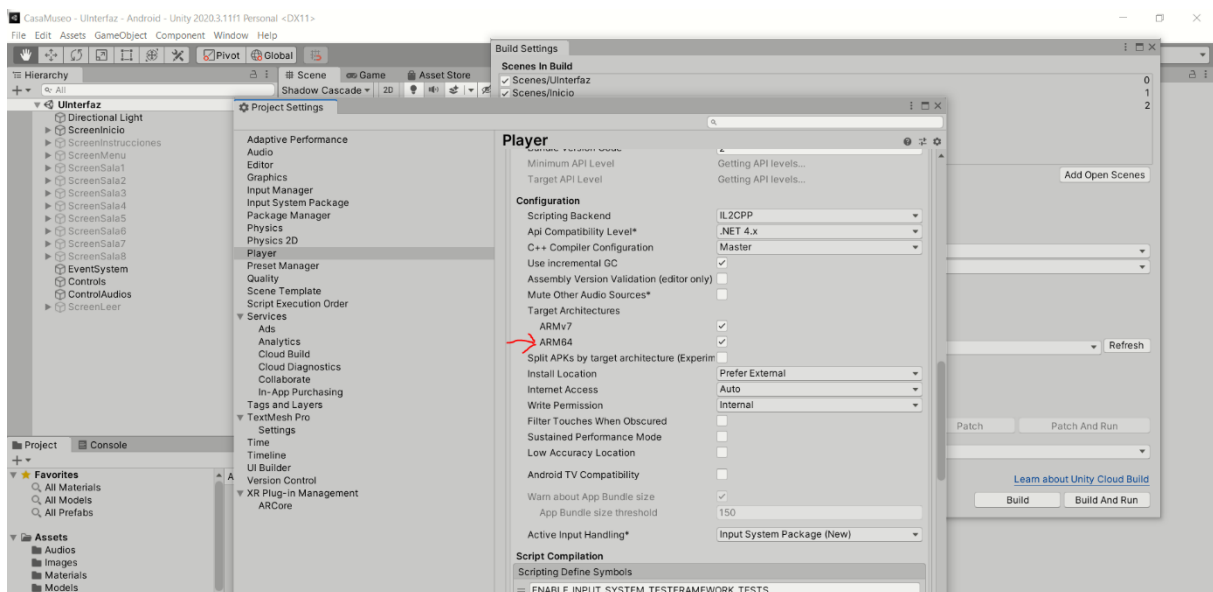 CasaMuseo - UInterfaz - Android - Unity 2020.3.11f1 Personal <DX11>
File Edit Assets GameObject Component Window Help
Pivot Global
Hierarchy
All
UInterfaz
Directional Light
ScreenInicio
ScreenInstrucciones
ScreenMenu
ScreenSala1
ScreenSala2
ScreenSala3
ScreenSala4
ScreenSala5
ScreenSala6
ScreenSala7
ScreenSala8
EventSystem
Controls
ControlAudios
ScreenLeer
Scene Game Asset Store
Shadow Cascade 2D
Build Settings
Scenes In Build
Scenes/UInterfaz 0
Scenes/Inicio 1
2
Add Open Scenes
Refresh
Patch Patch And Run
Learn about Unity Cloud Build
Build Build And Run
Project Settings
Adaptive Performance
Audio
Editor
Graphics
Input Manager
Input System Package
Package Manager
Physics
Physics 2D
Player
Preset Manager
Quality
Scene Template
Script Execution Order
Services
Ads
Analytics
Cloud Build
Cloud Diagnostics
Collaborate
In-App Purchasing
Tags and Layers
TextMesh Pro
Settings
Time
Timeline
UI Builder
Version Control
XR Plug-in Management
ARCore
Player
Bundle Version Code 2
Minimum API Level Getting API levels...
Target API Level Getting API levels...
Configuration
Scripting Backend IL2CPP
Api Compatibility Level* .NET 4.x
C++ Compiler Configuration Master
Use incremental GC
Assembly Version Validation (editor only)
Mute Other Audio Sources*
Target Architectures
ARMv7
ARM64
Split APKs by target architecture (Experim
Install Location Prefer External
Internet Access Auto
Write Permission Internal
Filter Touches When Obscured
Sustained Performance Mode
Low Accuracy Location
Android TV Compatibility
Warn about App Bundle size
App Bundle size threshold 150
Active Input Handling* Input System Package (New)
Script Compilation
Scripting Define Symbols
ENABLE_INPUT_SYSTEM_TESTFRAMEWORK_TESTS
Project Console
Favorites
All Materials
All Models
All Prefabs
Assets
Audios
Images
Materials
Models